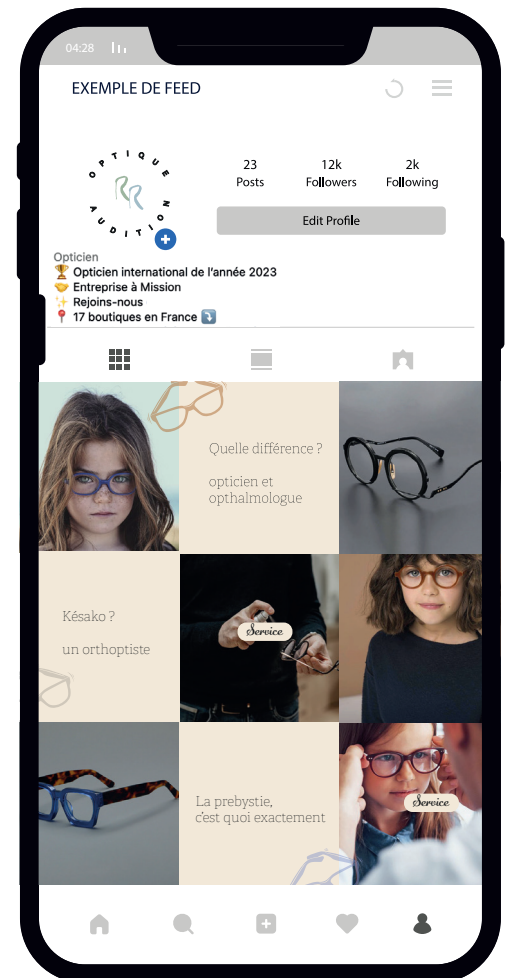 04:28
EXEMPLE DE FEED
OPTIQUE
RR
AUDITION
23
Posts
12k
Followers
2k
Following
Edit Profile
Opticien
🏆 Opticien international de l'année 2023
🤝 Entreprise à Mission
✨ Rejoins-nous
📍 17 boutiques en France ⤵️
Quelle différence ?
opticien et
opthalmologue
Késako ?
un orthoptiste
Service
La prebystie,
c'est quoi exactement
Service